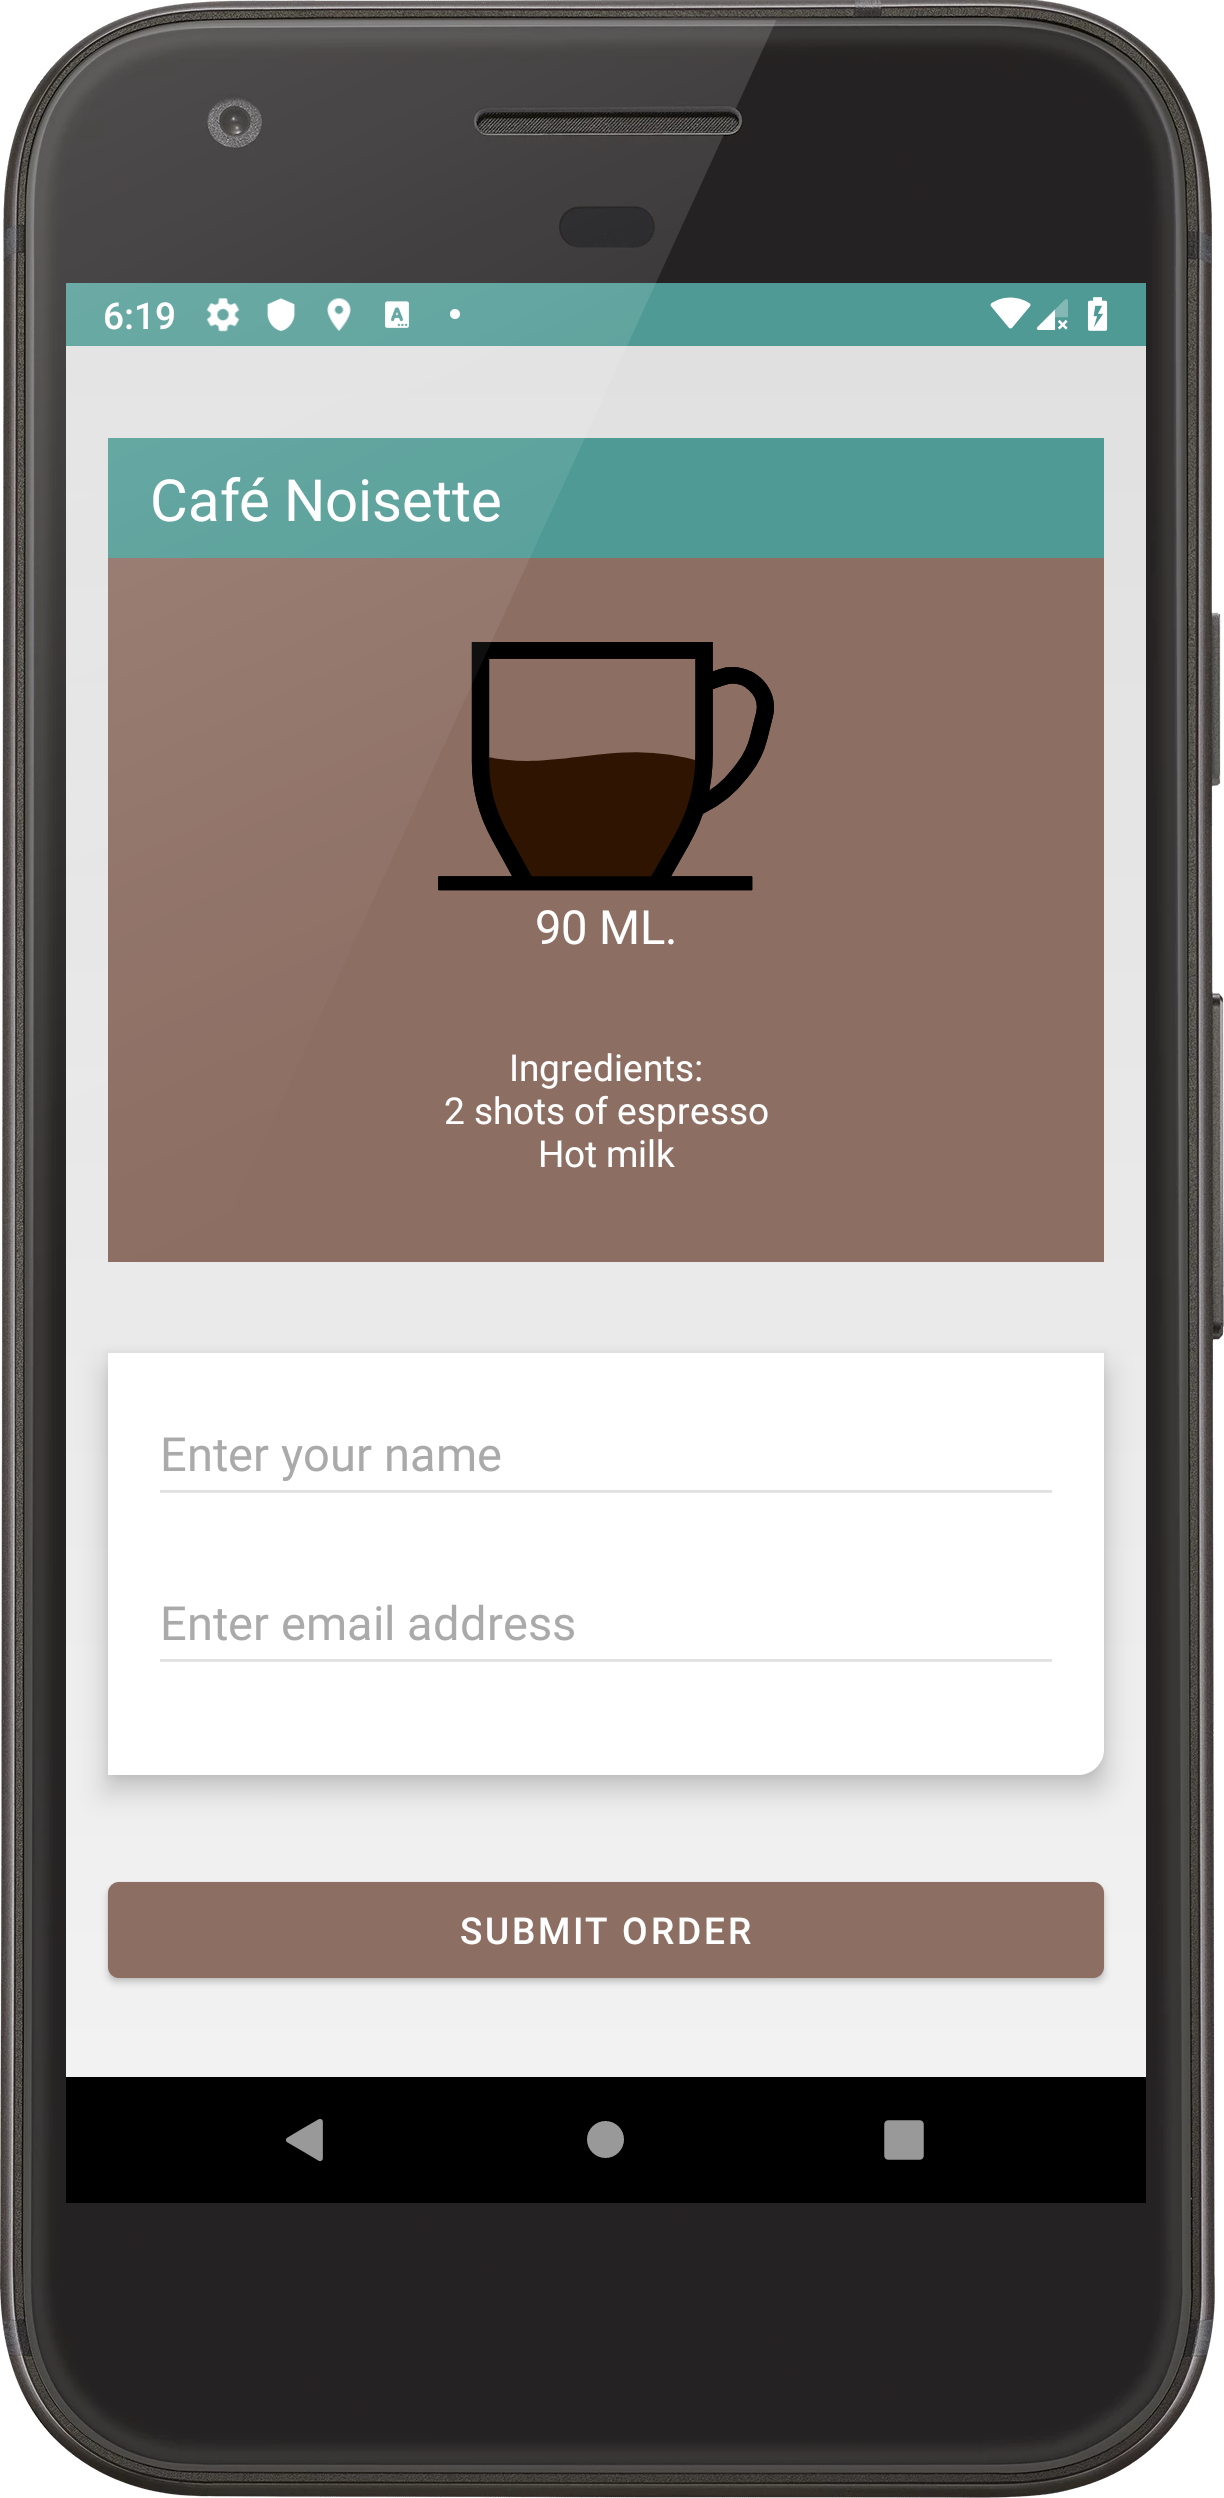 6:19
Café Noisette
90 ML.
Ingredients:
2 shots of espresso
Hot milk
Enter your name
Enter email address
SUBMIT ORDER